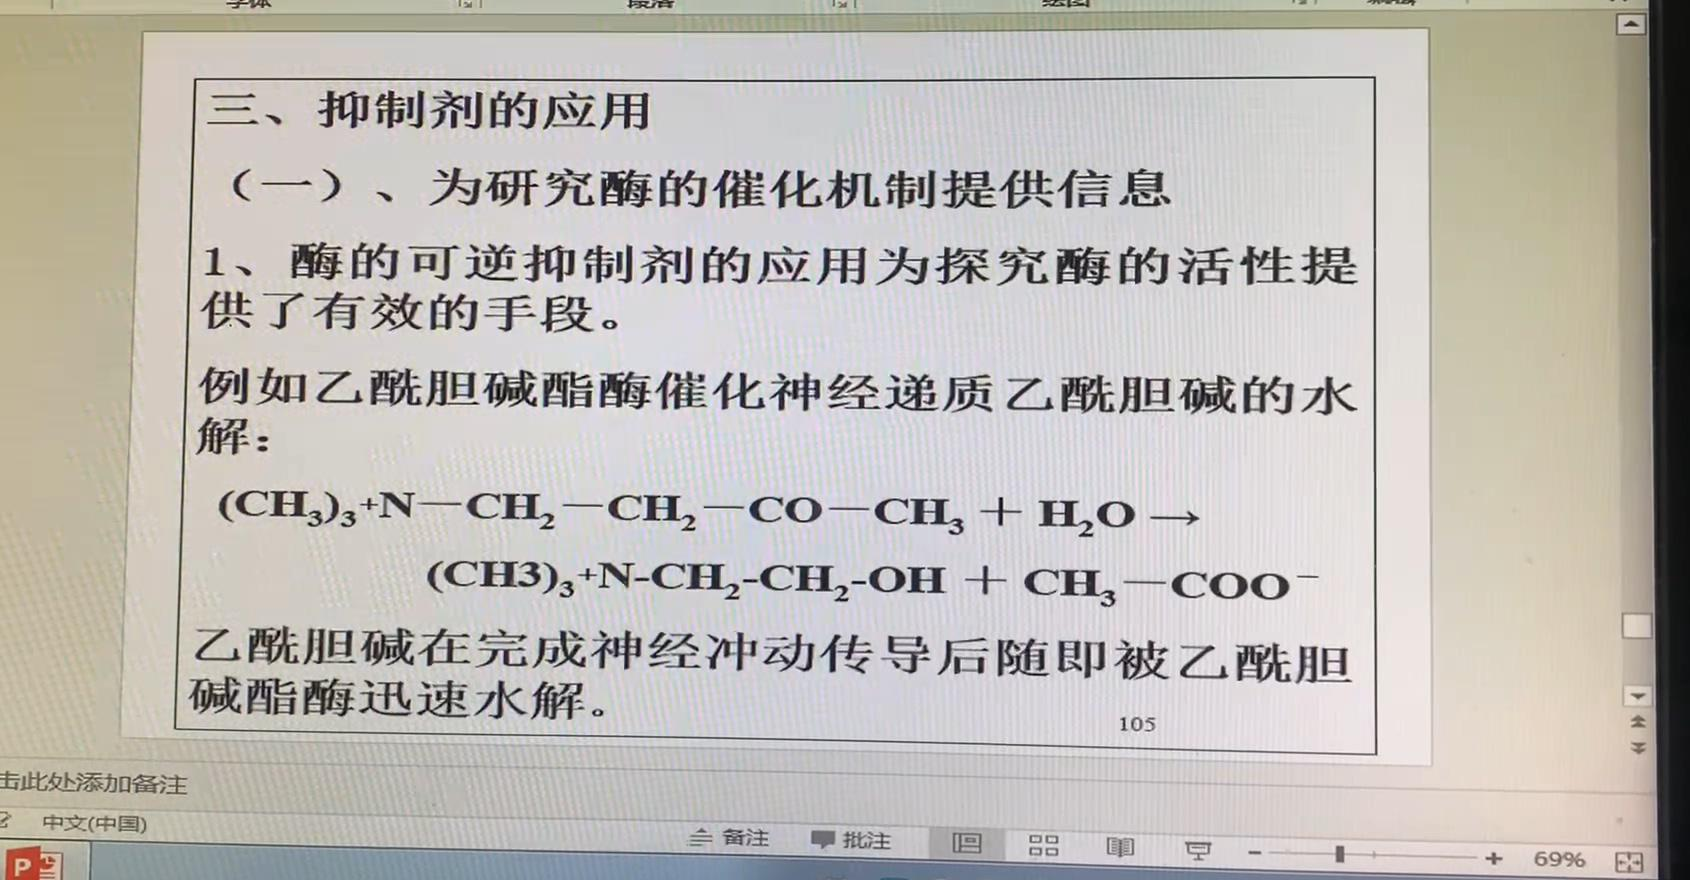 三、抑制剂的应用
（一）、为研究酶的催化机制提供信息
1、酶的可逆抑制剂的应用为探究酶的活性提
供了有效的手段。
例如乙酰胆碱酯酶催化神经递质乙酰胆碱的水
解：
(CH₃)₃⁺N—CH₂—CH₂—CO—CH₃ + H₂O →
(CH3)₃⁺N-CH₂-CH₂-OH + CH₃—COO⁻
乙酰胆碱在完成神经冲动传导后随即被乙酰胆
碱酯酶迅速水解。
105
击此处添加备注
中文(中国)
备注 批注
69%